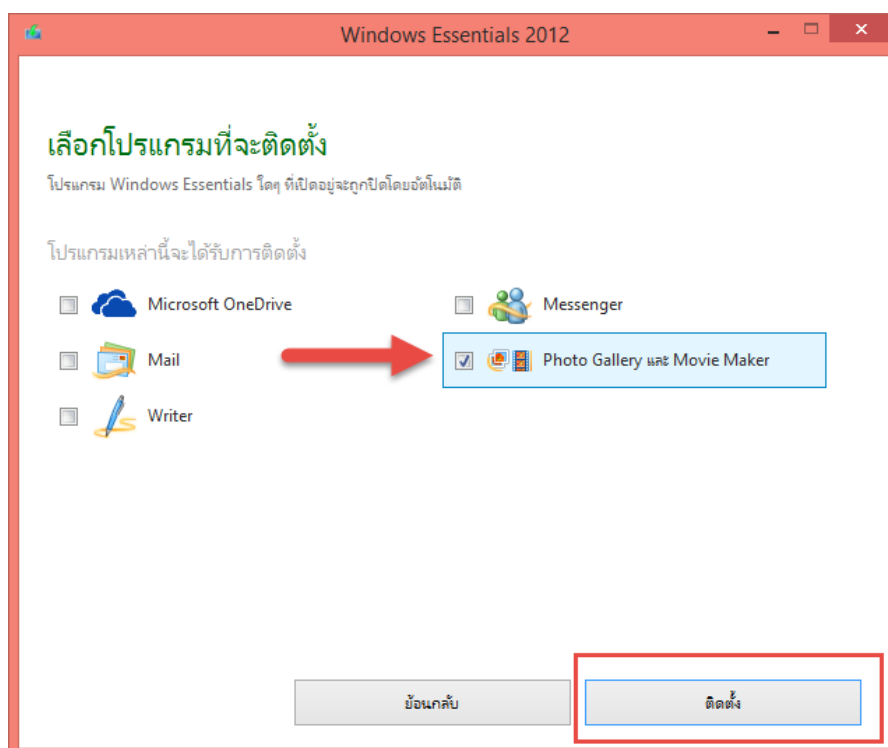 Windows Essentials 2012
เลือกโปรแกรมที่จะติดตั้ง
โปรแกรม Windows Essentials ใดๆ ที่เปิดอยู่จะถูกปิดโดยอัตโนมัติ
โปรแกรมเหล่านี้จะได้รับการติดตั้ง
Microsoft OneDrive
Messenger
Mail
Photo Gallery และ Movie Maker
Writer
ย้อนกลับ
ติดตั้ง